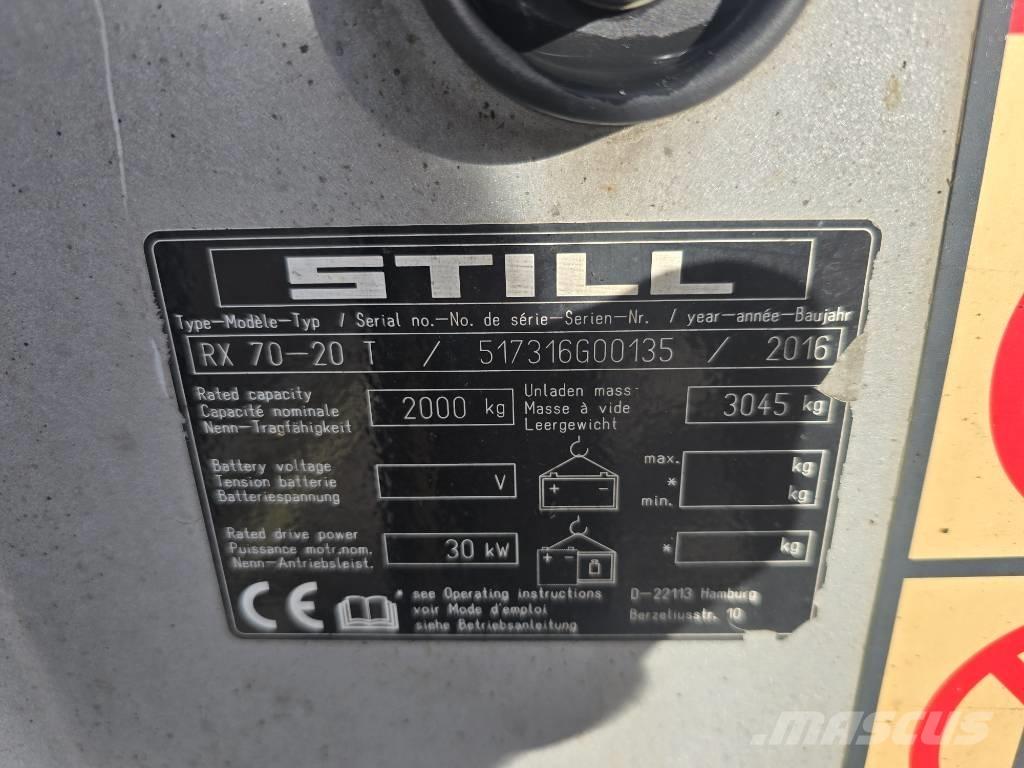 STILL
Type-Modèle-Typ / Serial no.-No. de série-Serien-Nr. / year-année-Baujahr
RX 70-20 T / 517316G00135 / 2016
Rated capacity
Capacité nominale
Nenn-Tragfähigkeit
2000 kg
Unladen mass
Masse à vide
Leergewicht
3045 kg
Battery voltage
Tension batterie
Batteriespannung
V
+ -
max.
*
min.
kg
kg
Rated drive power
Puissance motr.nom.
Nenn-Antriebsleist.
30 kW
+ -
*
kg
CE
* see Operating instructions
voir Mode d'emploi
siehe Betriebsanleitung
D-22113 Hamburg
Berzeliusstr. 10
MASCUS